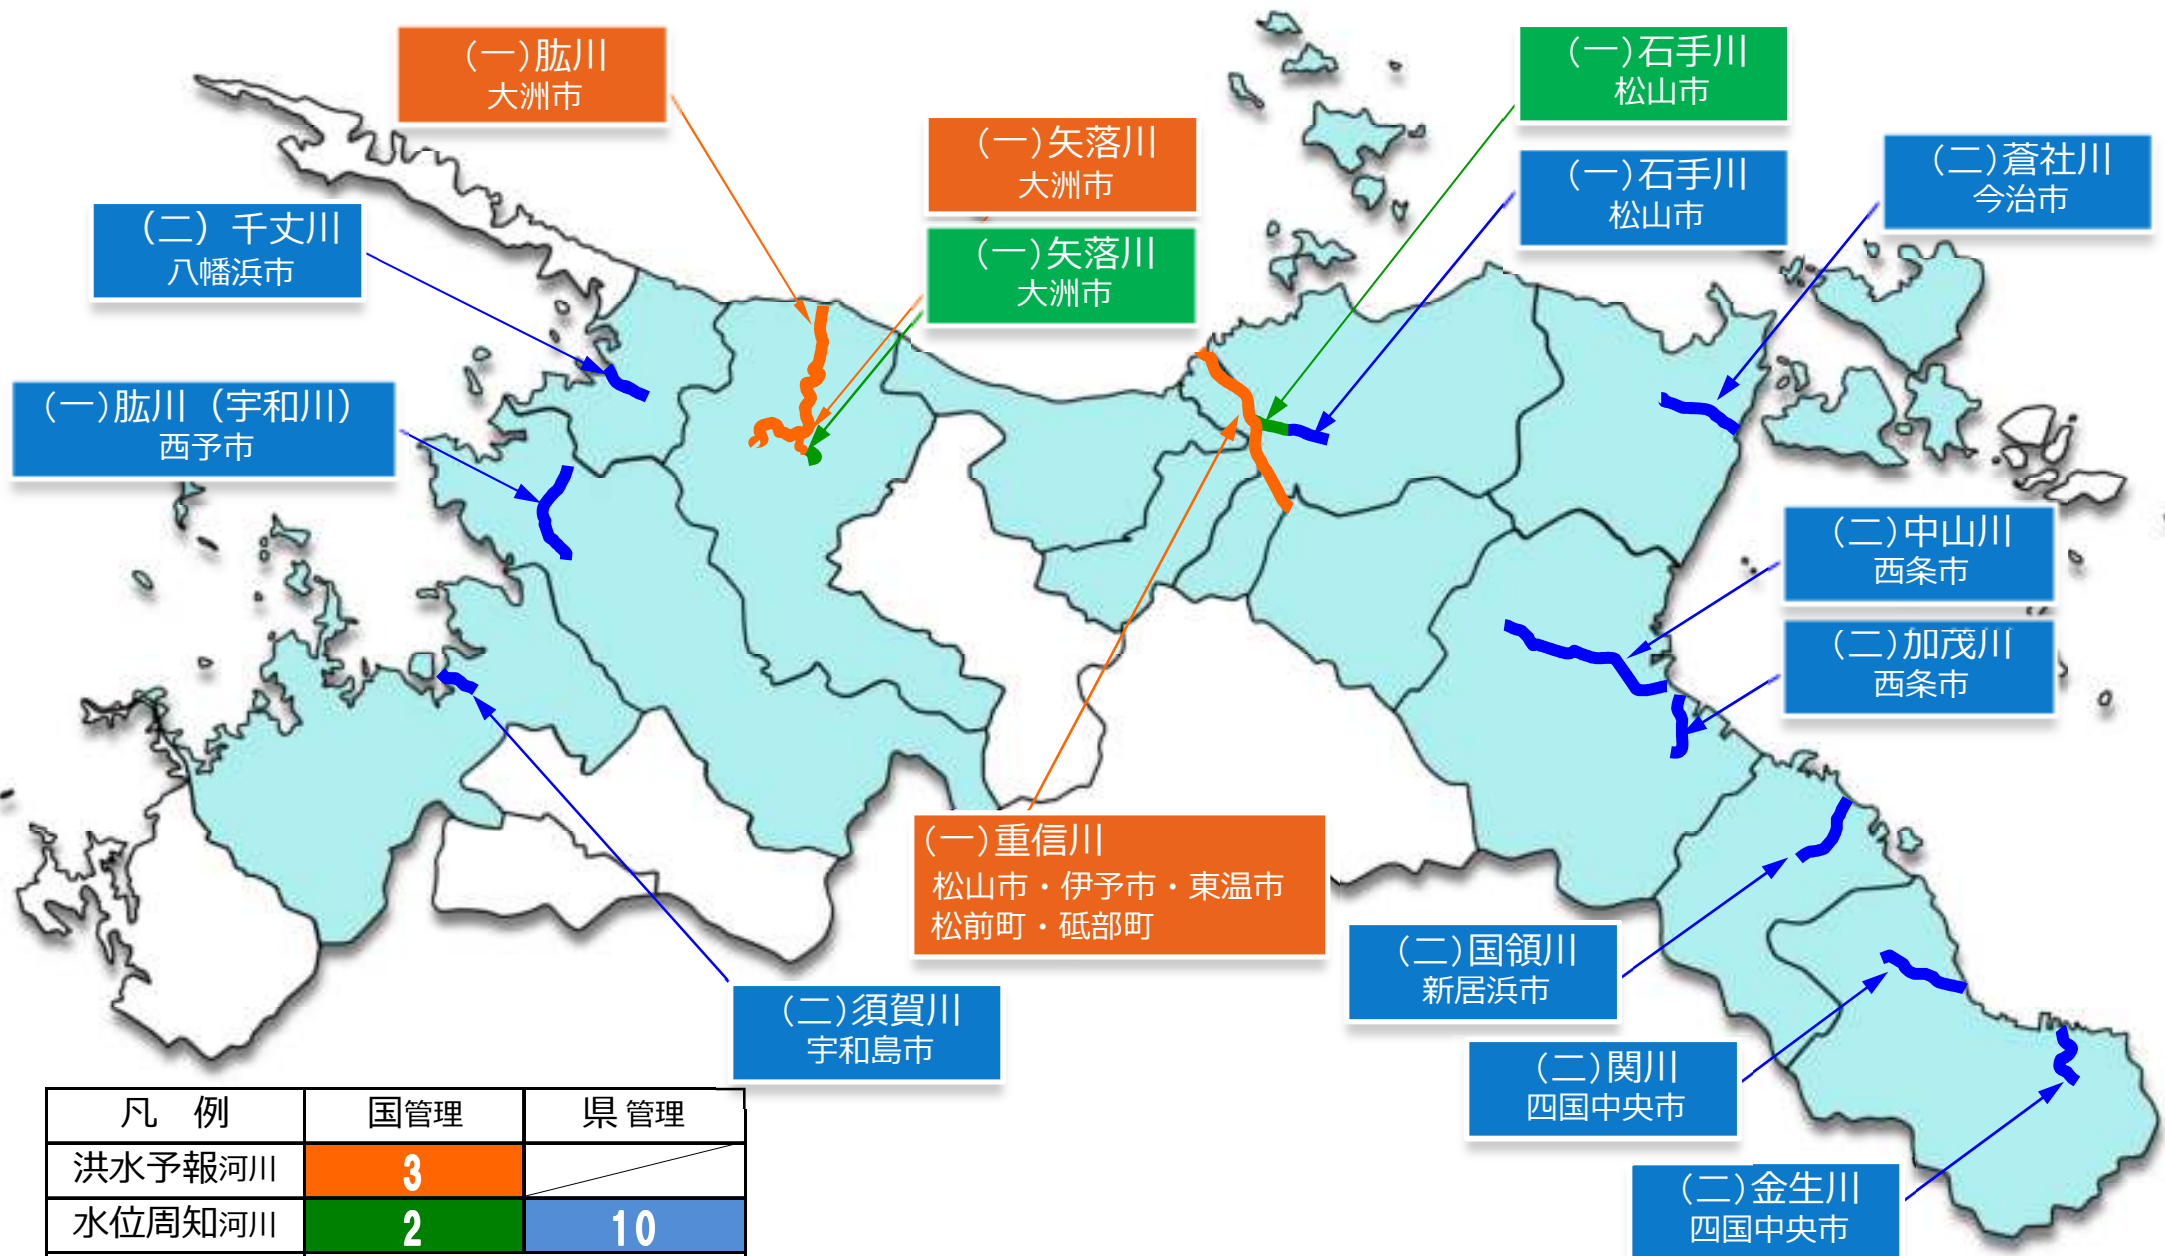 (一)肱川
大洲市
(一)石手川
松山市
(一)矢落川
大洲市
(一)石手川
松山市
(二)蒼社川
今治市
（二）千丈川
八幡浜市
(一)矢落川
大洲市
(一)肱川（宇和川）
西予市
(二)中山川
西条市
(二)加茂川
西条市
(一)重信川
松山市・伊予市・東温市
松前町・砥部町
(二)国領川
新居浜市
(二)須賀川
宇和島市
(二)関川
四国中央市
(二)金生川
四国中央市
凡　例 国管理 県管理
洪水予報河川 3
水位周知河川 2 10